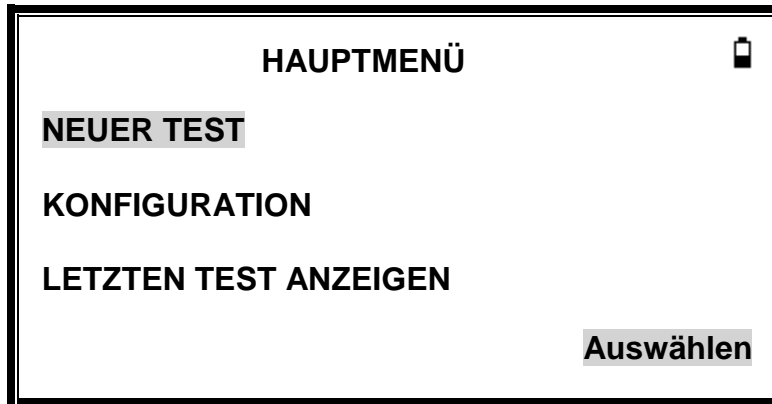 HAUPTMENÜ
NEUER TEST
KONFIGURATION
LETZTEN TEST ANZEIGEN
Auswählen